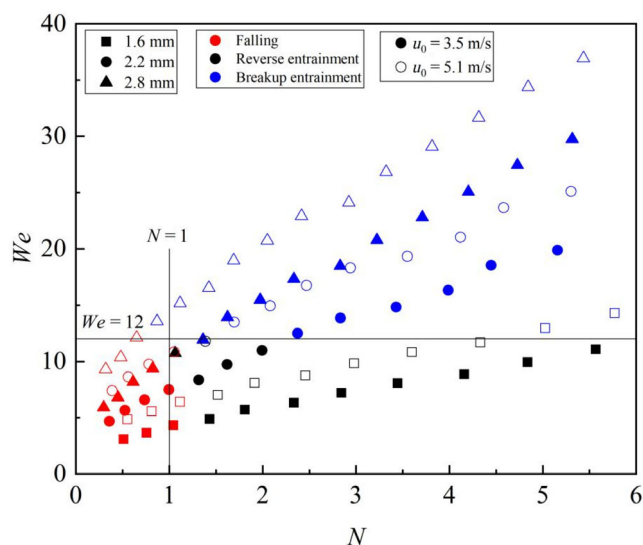 40
1.6 mm
2.2 mm
2.8 mm
Falling
Reverse entrainment
Breakup entrainment
u₀ = 3.5 m/s
u₀ = 5.1 m/s
30
We
20
N = 1
We = 12
10
0
0 1 2 3 4 5 6
N